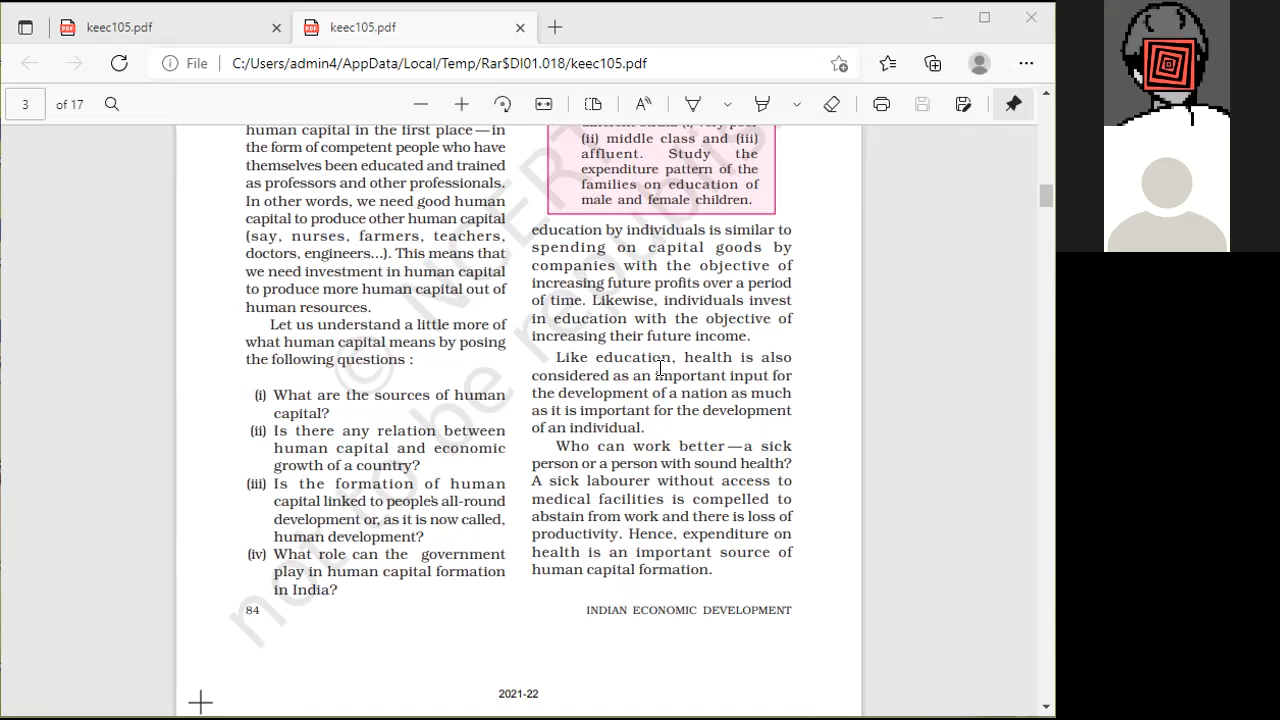 keec105.pdf
keec105.pdf
File
C:/Users/admin4/AppData/Local/Temp/Rar$DI01.018/keec105.pdf
3 of 17
human capital in the first place—in
the form of competent people who have
themselves been educated and trained
as professors and other professionals.
In other words, we need good human
capital to produce other human capital
(say, nurses, farmers, teachers,
doctors, engineers...). This means that
we need investment in human capital
to produce more human capital out of
human resources.
Let us understand a little more of
what human capital means by posing
the following questions :
(i) What are the sources of human
capital?
(ii) Is there any relation between
human capital and economic
growth of a country?
(iii) Is the formation of human
capital linked to people's all-round
development or, as it is now called,
human development?
(iv) What role can the government
play in human capital formation
in India?
84
(ii) middle class and (iii)
affluent. Study the
expenditure pattern of the
families on education of
male and female children.
education by individuals is similar to
spending on capital goods by
companies with the objective of
increasing future profits over a period
of time. Likewise, individuals invest
in education with the objective of
increasing their future income.
Like education, health is also
considered as an important input for
the development of a nation as much
as it is important for the development
of an individual.
Who can work better—a sick
person or a person with sound health?
A sick labourer without access to
medical facilities is compelled to
abstain from work and there is loss of
productivity. Hence, expenditure on
health is an important source of
human capital formation.
INDIAN ECONOMIC DEVELOPMENT
2021-22
© NCERT
not to be republis